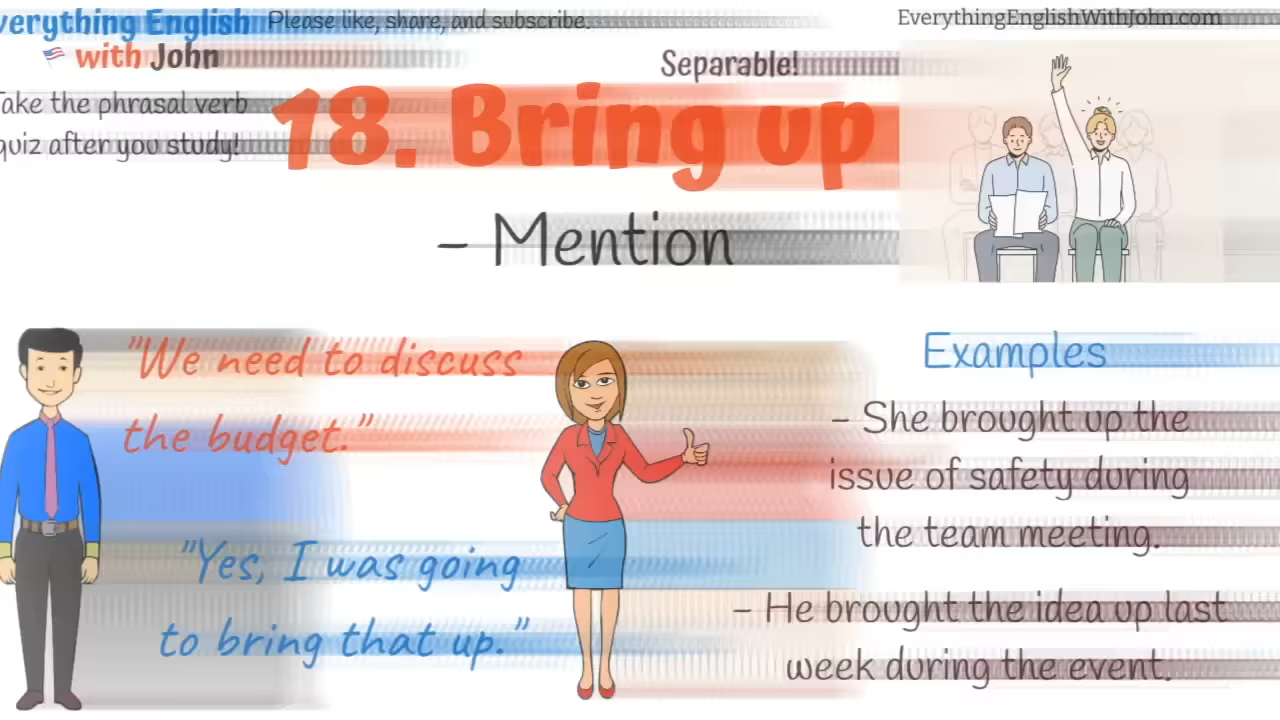 verything English
with John
Please like, share, and subscribe.
EverythingEnglishWithJohn.com
Take the phrasal verb
quiz after you study!
Separable!
18. Bring up
– Mention
"We need to discuss
the budget."
"Yes, I was going
to bring that up."
Examples
– She brought up the
issue of safety during
the team meeting.
– He brought the idea up last
week during the event.